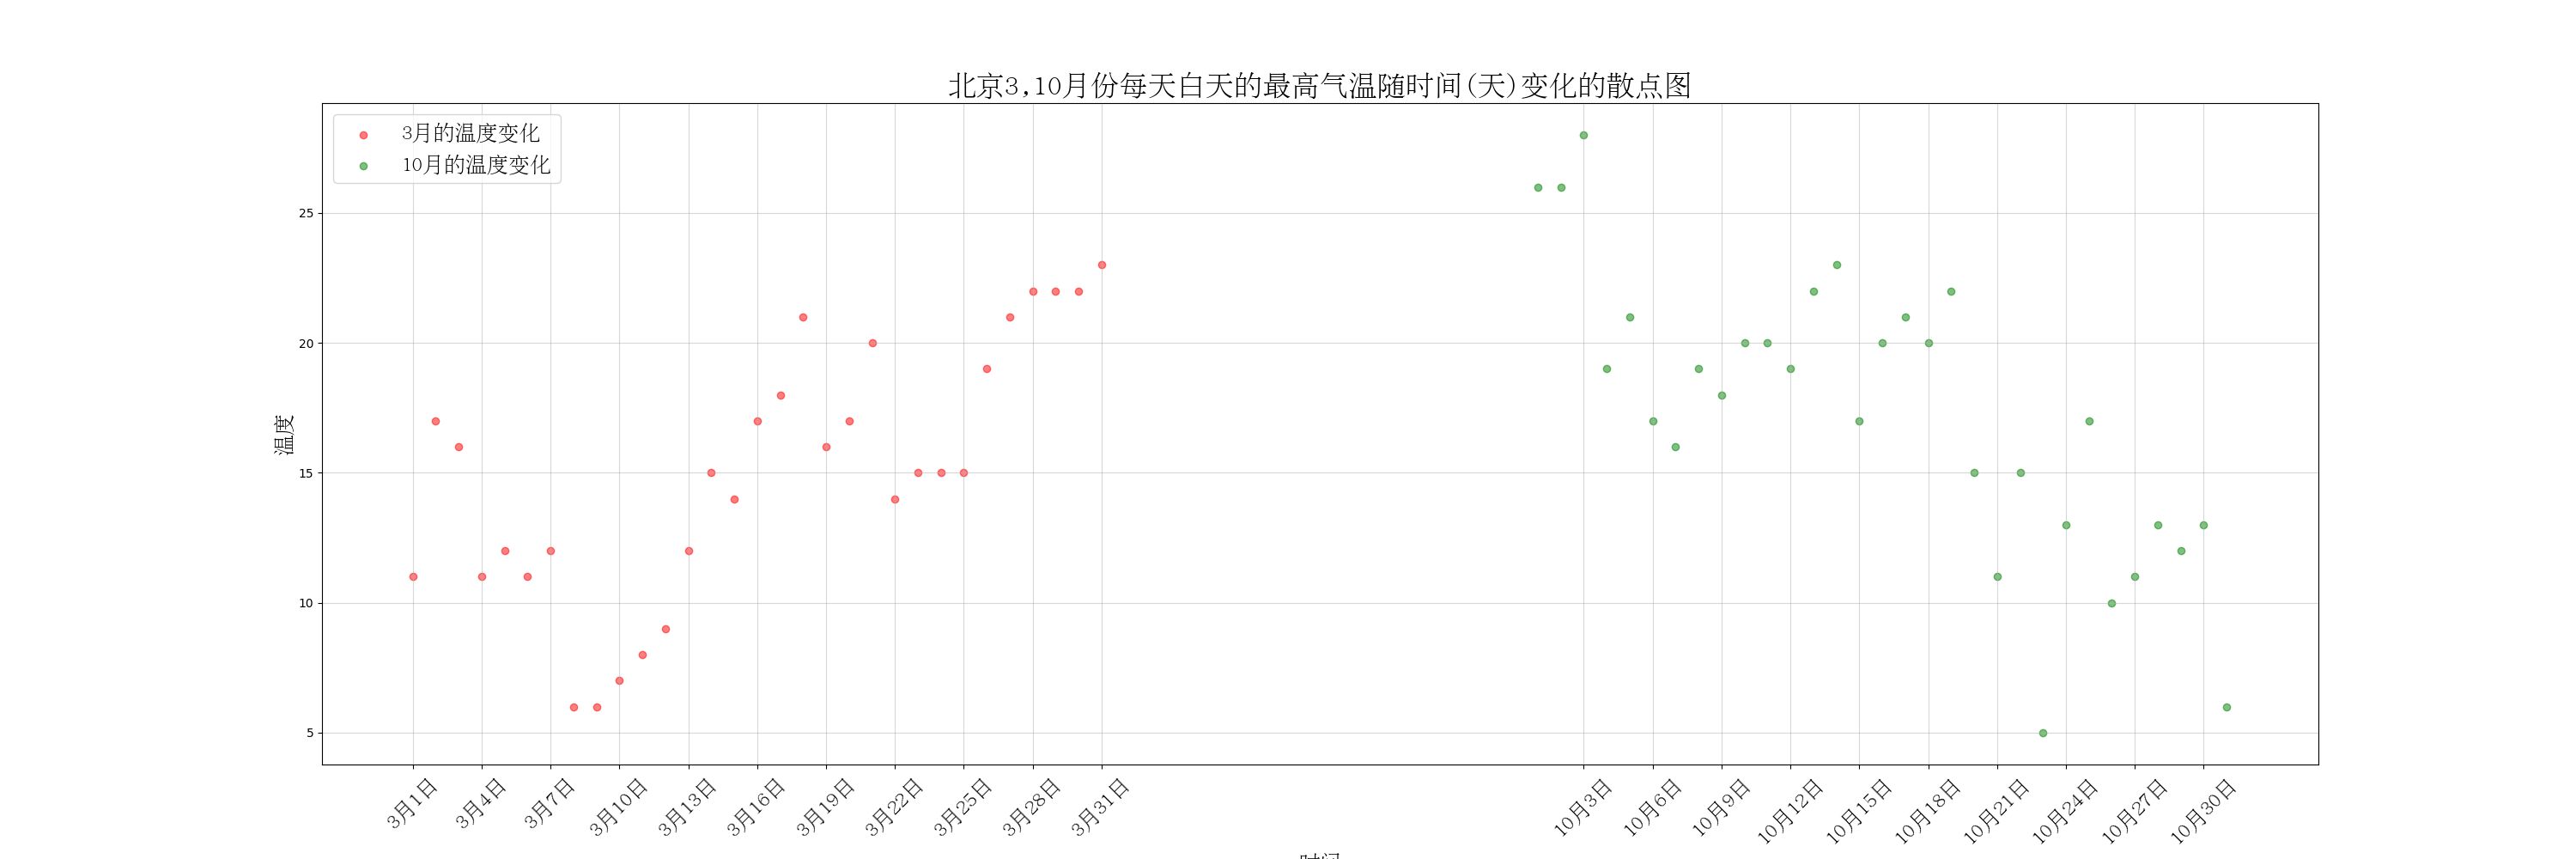 北京3,10月份每天白天的最高气温随时间(天)变化的散点图
3月的温度变化
10月的温度变化
温度
25
20
15
10
5
3月1日
3月4日
3月7日
3月10日
3月13日
3月16日
3月19日
3月22日
3月25日
3月28日
3月31日
10月3日
10月6日
10月9日
10月12日
10月15日
10月18日
10月21日
10月24日
10月27日
10月30日